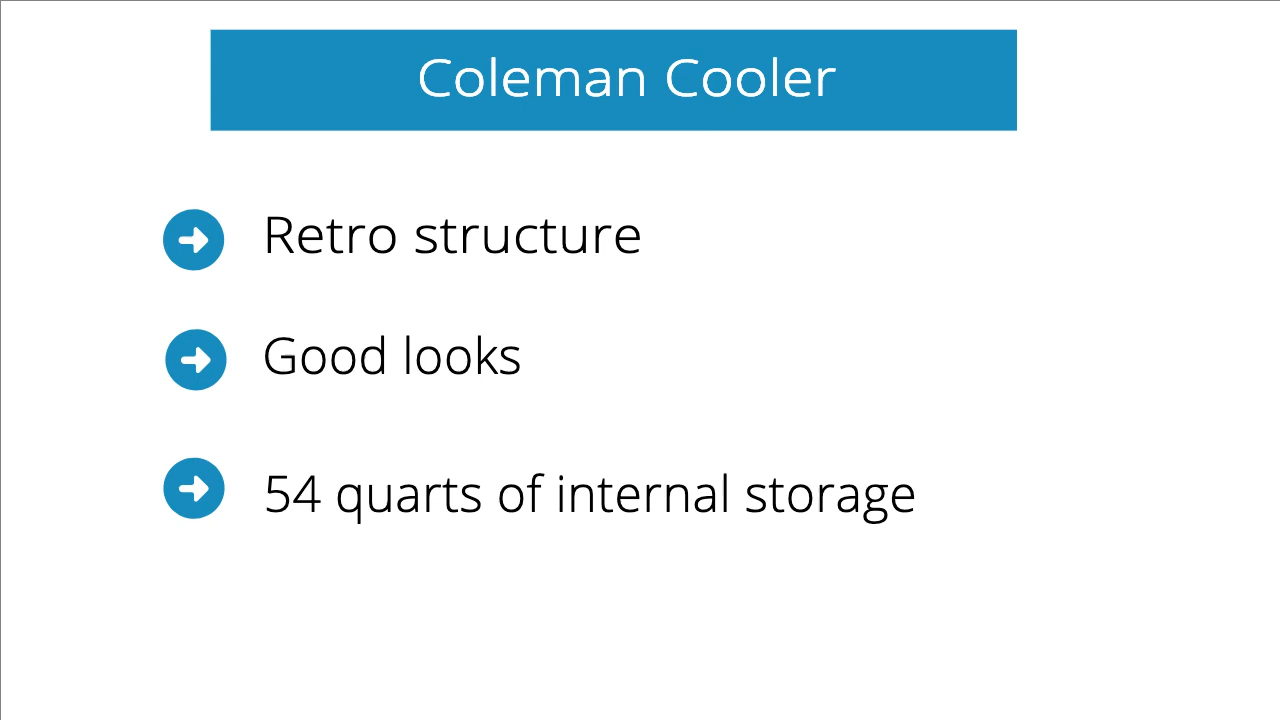 Coleman Cooler
Retro structure
Good looks
54 quarts of internal storage